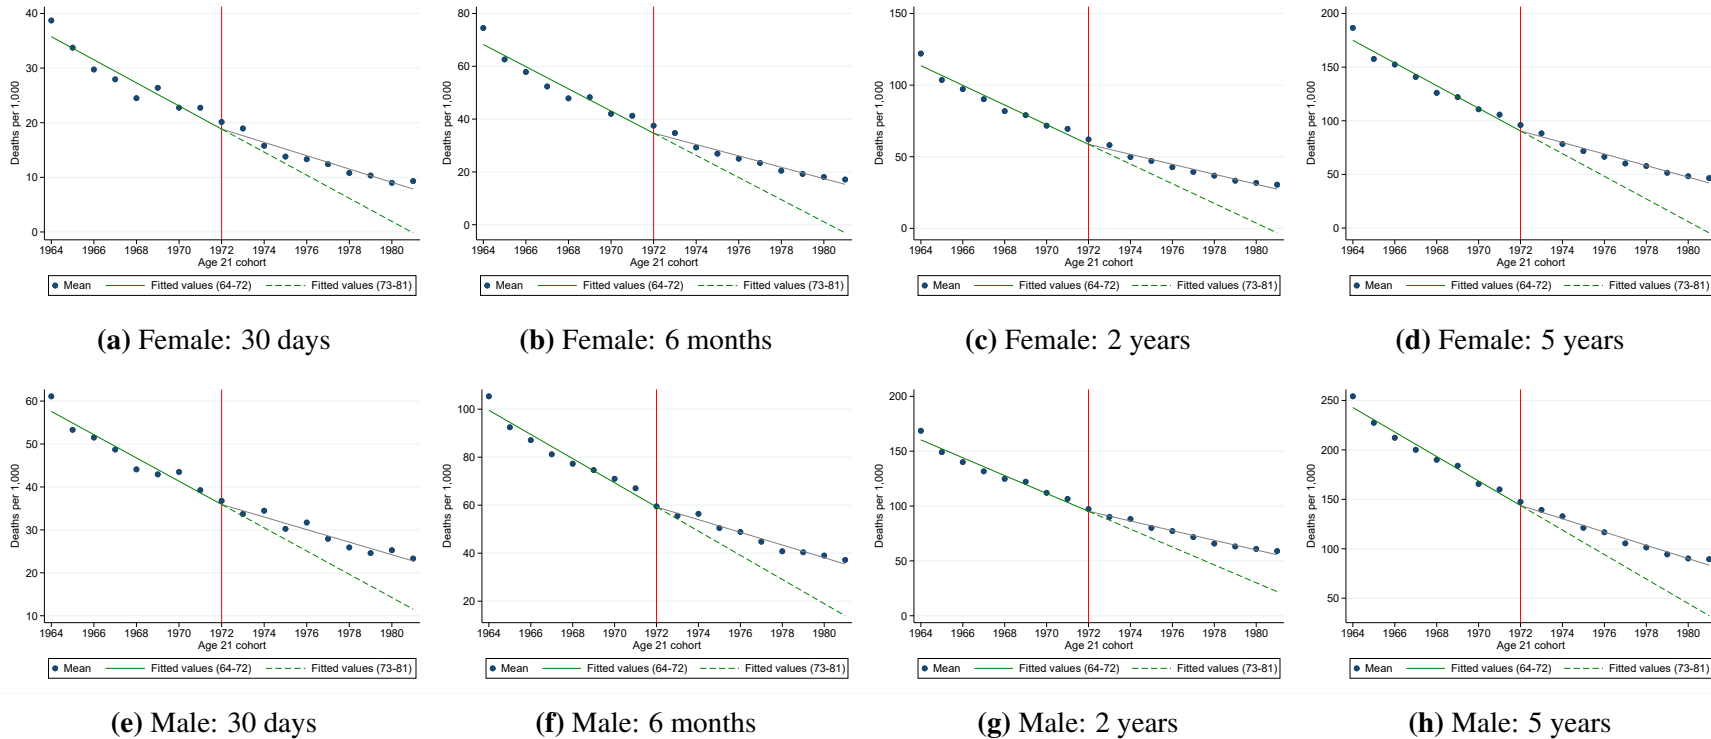 Deaths per 1,000
40
30
20
10
0
1964 1966 1968 1970 1972 1974 1976 1978 1980
Age 21 cohort
Mean Fitted values (64-72) Fitted values (73-81)
(a) Female: 30 days
Deaths per 1,000
80
60
40
20
0
1964 1966 1968 1970 1972 1974 1976 1978 1980
Age 21 cohort
Mean Fitted values (64-72) Fitted values (73-81)
(b) Female: 6 months
Deaths per 1,000
150
100
50
0
1964 1966 1968 1970 1972 1974 1976 1978 1980
Age 21 cohort
Mean Fitted values (64-72) Fitted values (73-81)
(c) Female: 2 years
Deaths per 1,000
200
150
100
50
0
1964 1966 1968 1970 1972 1974 1976 1978 1980
Age 21 cohort
Mean Fitted values (64-72) Fitted values (73-81)
(d) Female: 5 years
Deaths per 1,000
60
50
40
30
20
10
1964 1966 1968 1970 1972 1974 1976 1978 1980
Age 21 cohort
Mean Fitted values (64-72) Fitted values (73-81)
(e) Male: 30 days
Deaths per 1,000
100
80
60
40
20
1964 1966 1968 1970 1972 1974 1976 1978 1980
Age 21 cohort
Mean Fitted values (64-72) Fitted values (73-81)
(f) Male: 6 months
Deaths per 1,000
200
150
100
50
0
1964 1966 1968 1970 1972 1974 1976 1978 1980
Age 21 cohort
Mean Fitted values (64-72) Fitted values (73-81)
(g) Male: 2 years
Deaths per 1,000
250
200
150
100
50
1964 1966 1968 1970 1972 1974 1976 1978 1980
Age 21 cohort
Mean Fitted values (64-72) Fitted values (73-81)
(h) Male: 5 years